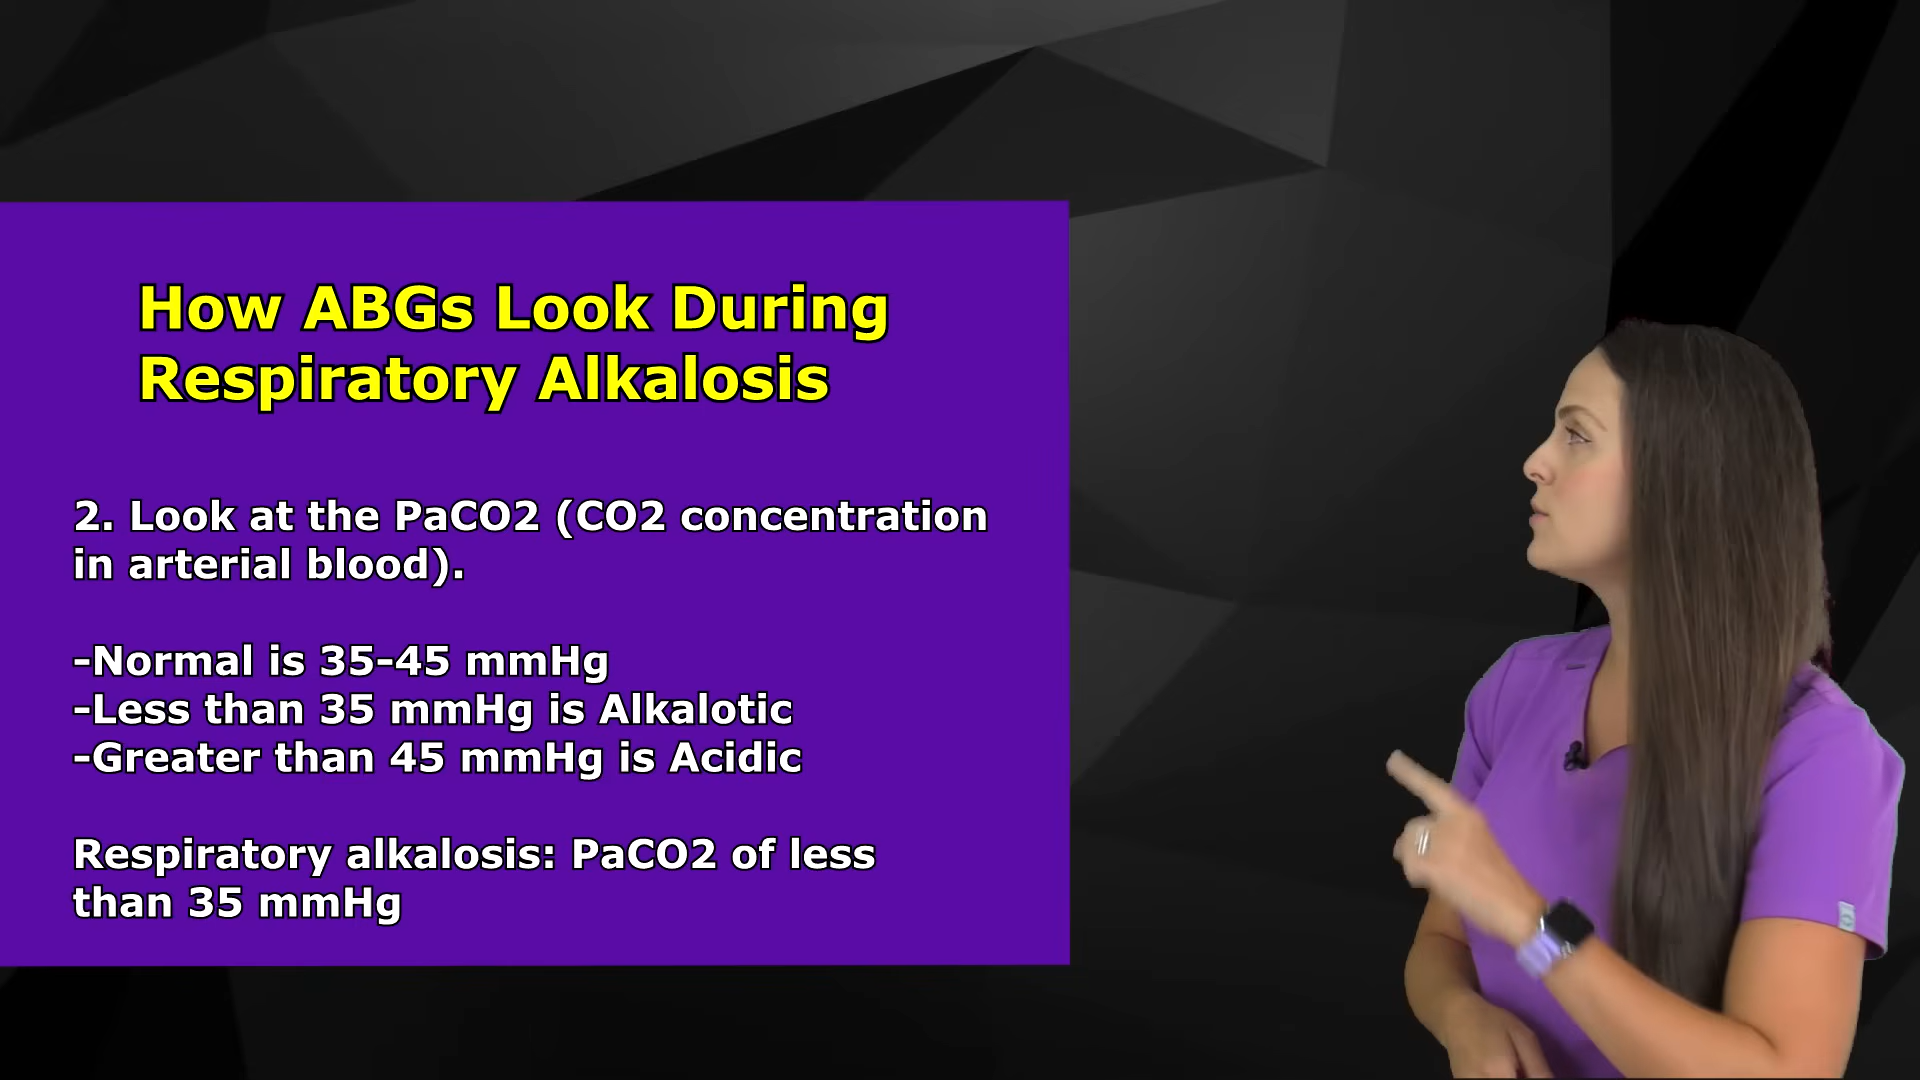 How ABGs Look During
Respiratory Alkalosis
2. Look at the PaCO2 (CO2 concentration
in arterial blood).
-Normal is 35-45 mmHg
-Less than 35 mmHg is Alkalotic
-Greater than 45 mmHg is Acidic
Respiratory alkalosis: PaCO2 of less
than 35 mmHg